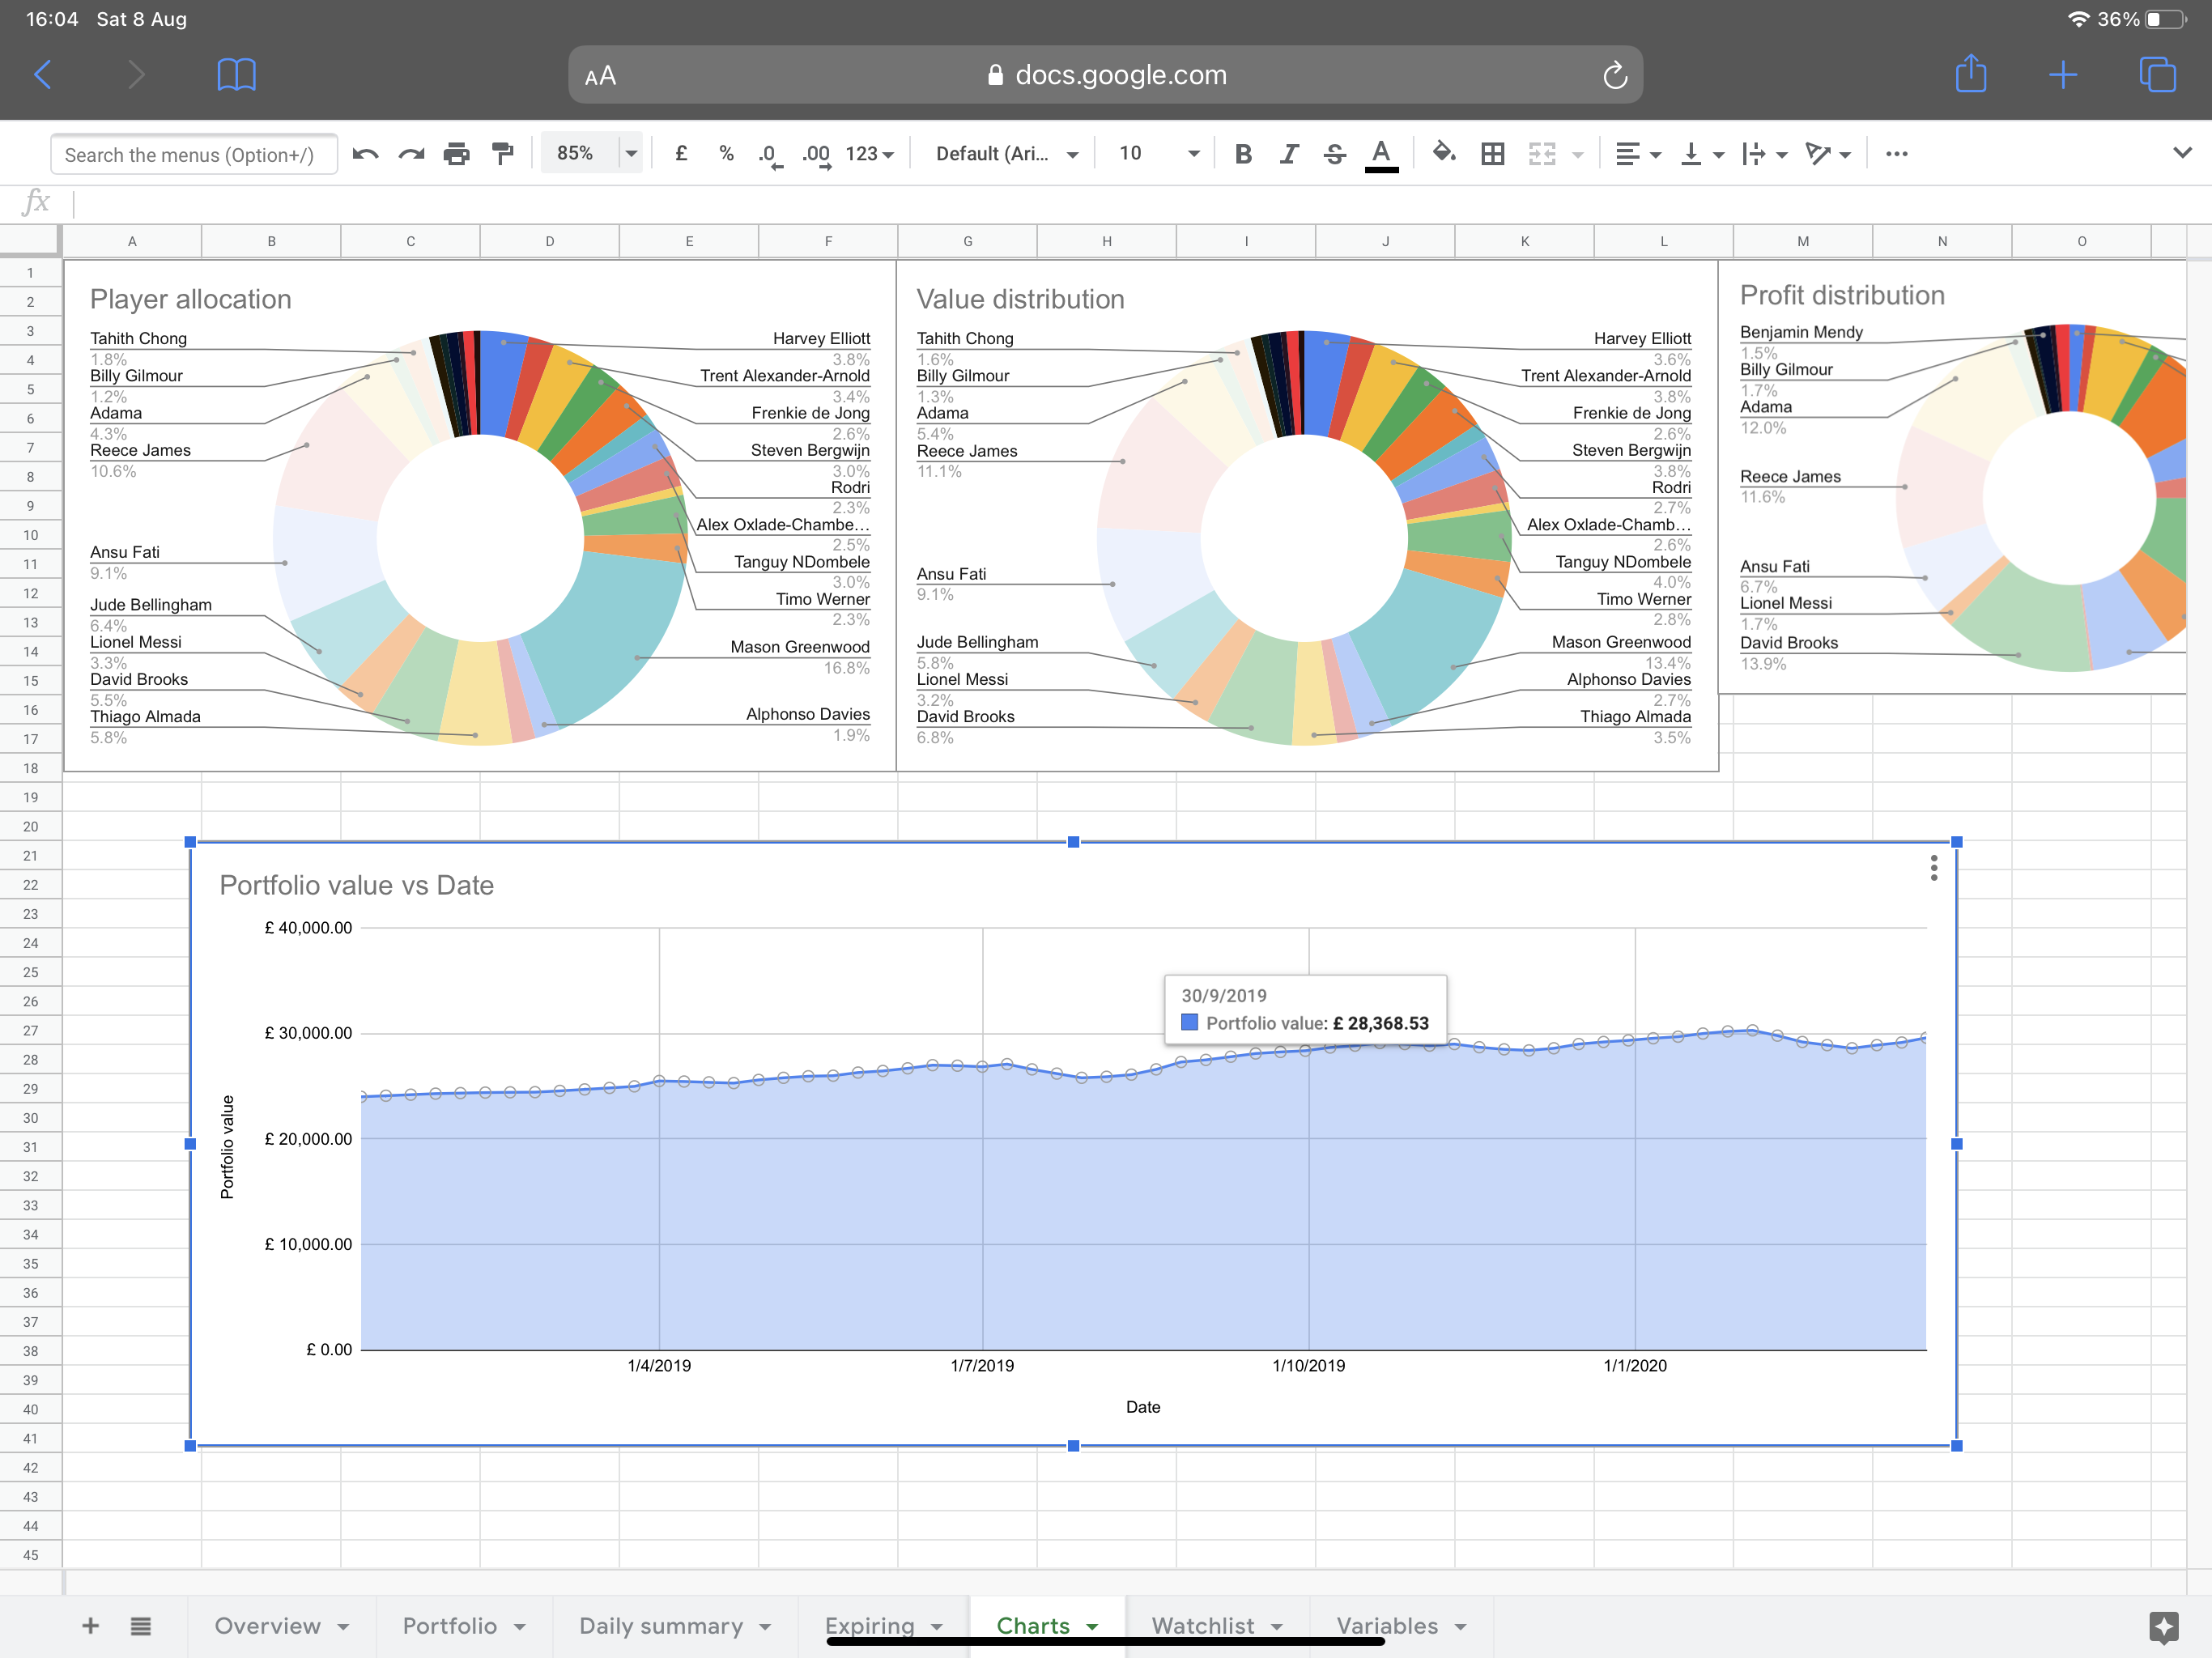 16:04 Sat 8 Aug
36%
AA docs.google.com
Search the menus (Option+/) 85% £ % .0 .00 123 Default (Ari... 10 B I S A
fx
A B C D E F G H I J K L M N O
1
2
3
4
5
6
7
8
9
10
11
12
13
14
15
16
17
18
19
20
21
22
23
24
25
26
27
28
29
30
31
32
33
34
35
36
37
38
39
40
41
42
43
44
45
Player allocation
Tahith Chong
1.8%
Billy Gilmour
1.2%
Adama
4.3%
Reece James
10.6%
Ansu Fati
9.1%
Jude Bellingham
6.4%
Lionel Messi
3.3%
David Brooks
5.5%
Thiago Almada
5.8%
Harvey Elliott
3.8%
Trent Alexander-Arnold
3.4%
Frenkie de Jong
2.6%
Steven Bergwijn
3.0%
Rodri
2.3%
Alex Oxlade-Chambe...
2.5%
Tanguy NDombele
3.0%
Timo Werner
2.3%
Mason Greenwood
16.8%
Alphonso Davies
1.9%
Value distribution
Tahith Chong
1.6%
Billy Gilmour
1.3%
Adama
5.4%
Reece James
11.1%
Ansu Fati
9.1%
Jude Bellingham
5.8%
Lionel Messi
3.2%
David Brooks
6.8%
Harvey Elliott
3.6%
Trent Alexander-Arnold
3.8%
Frenkie de Jong
2.6%
Steven Bergwijn
3.8%
Rodri
2.7%
Alex Oxlade-Chamb...
2.6%
Tanguy NDombele
4.0%
Timo Werner
2.8%
Mason Greenwood
13.4%
Alphonso Davies
2.7%
Thiago Almada
3.5%
Profit distribution
Benjamin Mendy
1.5%
Billy Gilmour
1.7%
Adama
12.0%
Reece James
11.6%
Ansu Fati
6.7%
Lionel Messi
1.7%
David Brooks
13.9%
Portfolio value vs Date
£ 40,000.00
£ 30,000.00
£ 20,000.00
£ 10,000.00
£ 0.00
Portfolio value
30/9/2019
Portfolio value: £ 28,368.53
1/4/2019 1/7/2019 1/10/2019 1/1/2020
Date
+ Overview Portfolio Daily summary Expiring Charts Watchlist Variables